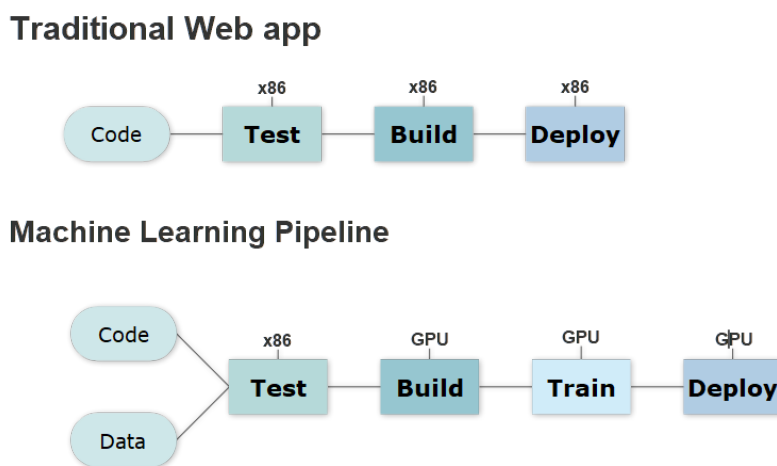 Traditional Web app
x86 x86 x86
Code Test Build Deploy
Machine Learning Pipeline
Code
x86 GPU GPU GPU
Test Build Train Deploy
Data